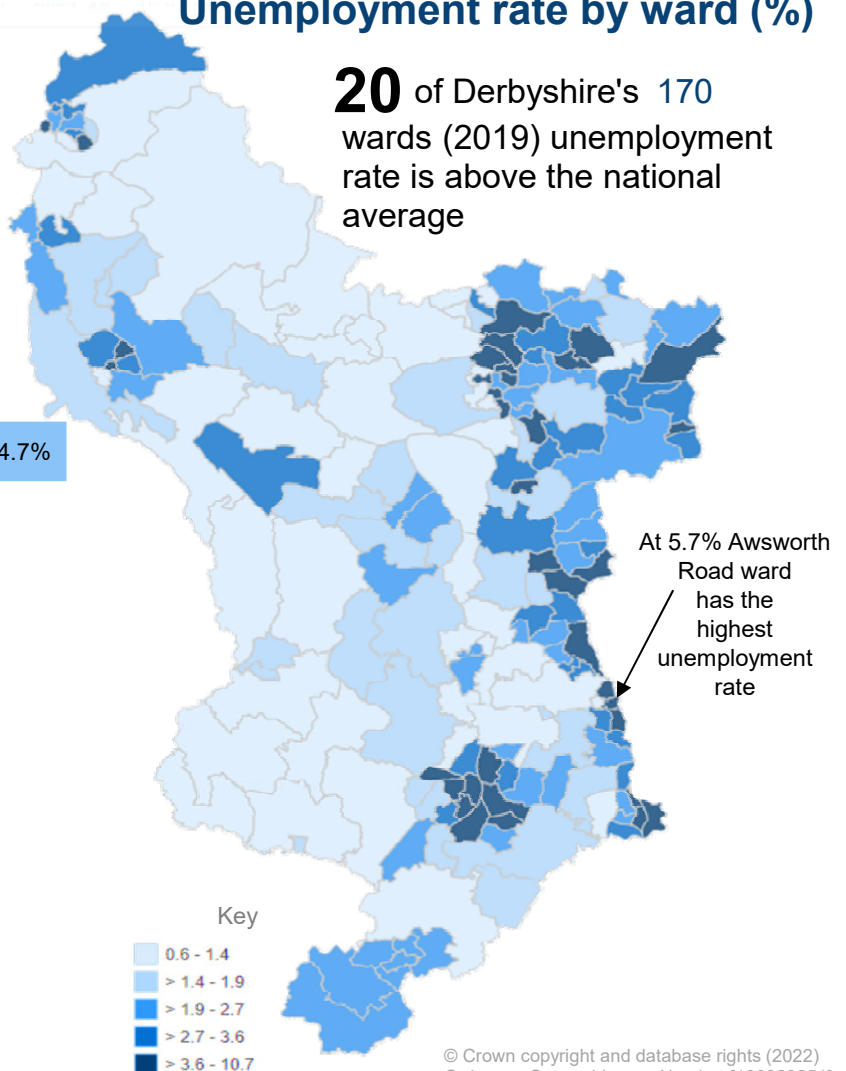 Unemployment rate by ward (%)
20 of Derbyshire's 170
wards (2019) unemployment
rate is above the national
average
4.7%
At 5.7% Awsworth
Road ward
has the
highest
unemployment
rate
Key
0.6 - 1.4
> 1.4 - 1.9
> 1.9 - 2.7
> 2.7 - 3.6
> 3.6 - 10.7
© Crown copyright and database rights (2022)